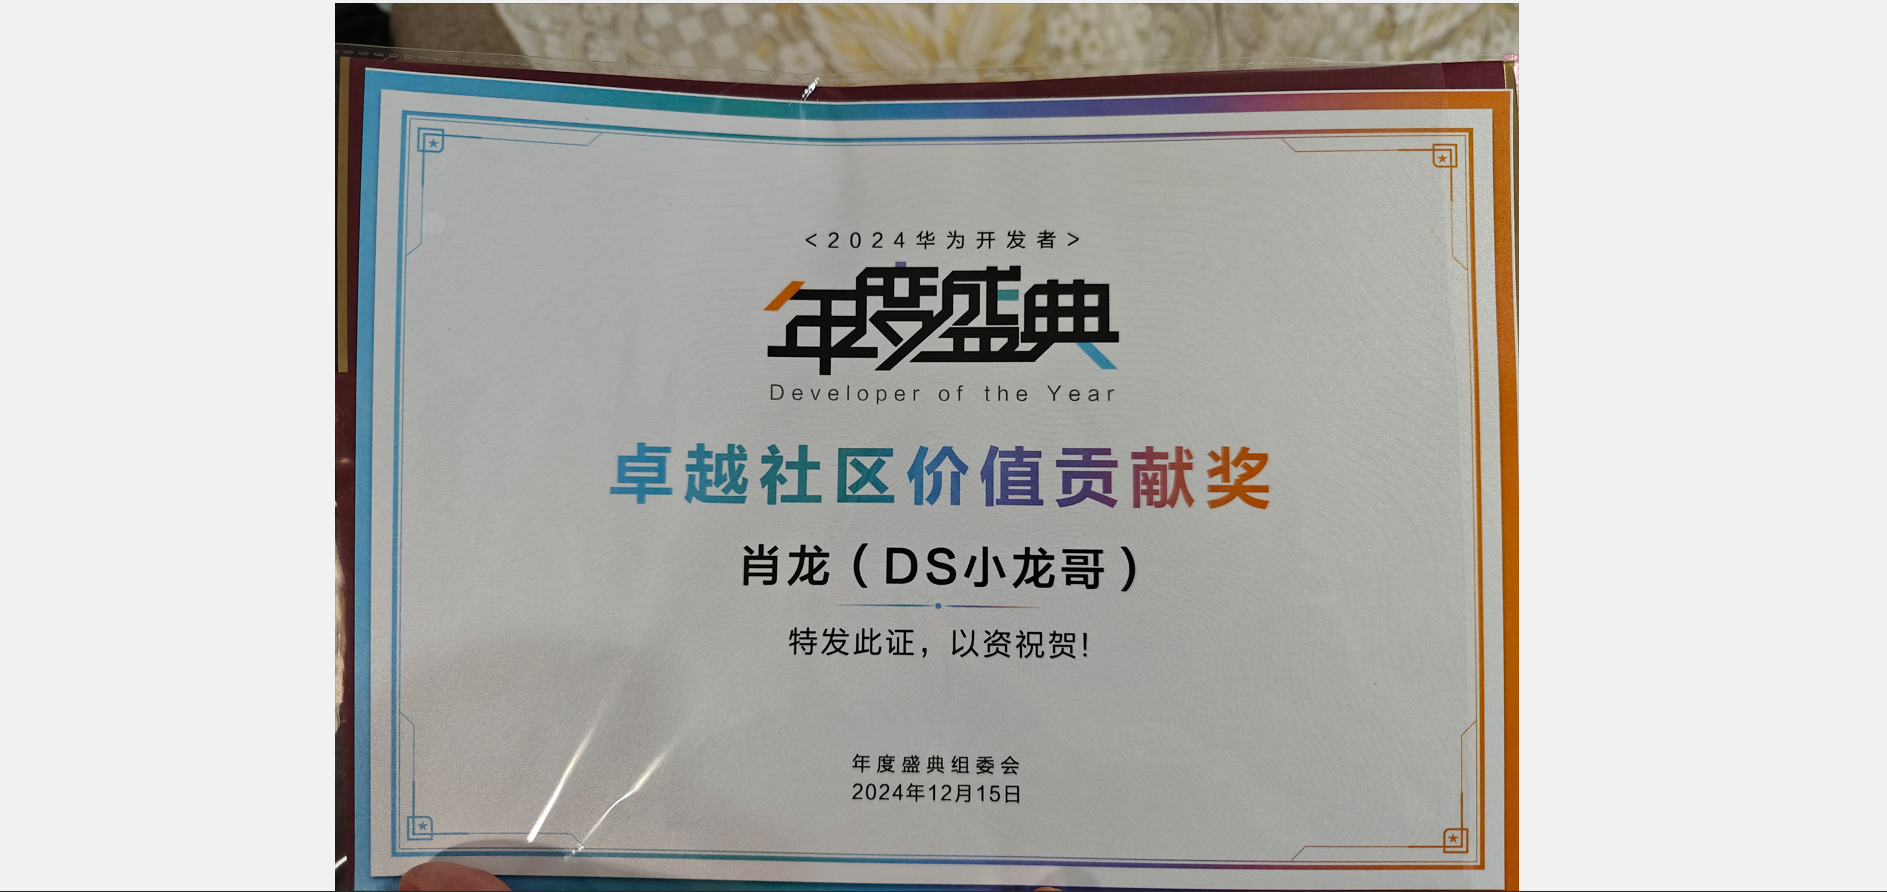 <2024华为开发者>
年度盛典
Developer of the Year
卓越社区价值贡献奖
肖龙（DS小龙哥）
特发此证，以资祝贺！
年度盛典组委会
2024年12月15日